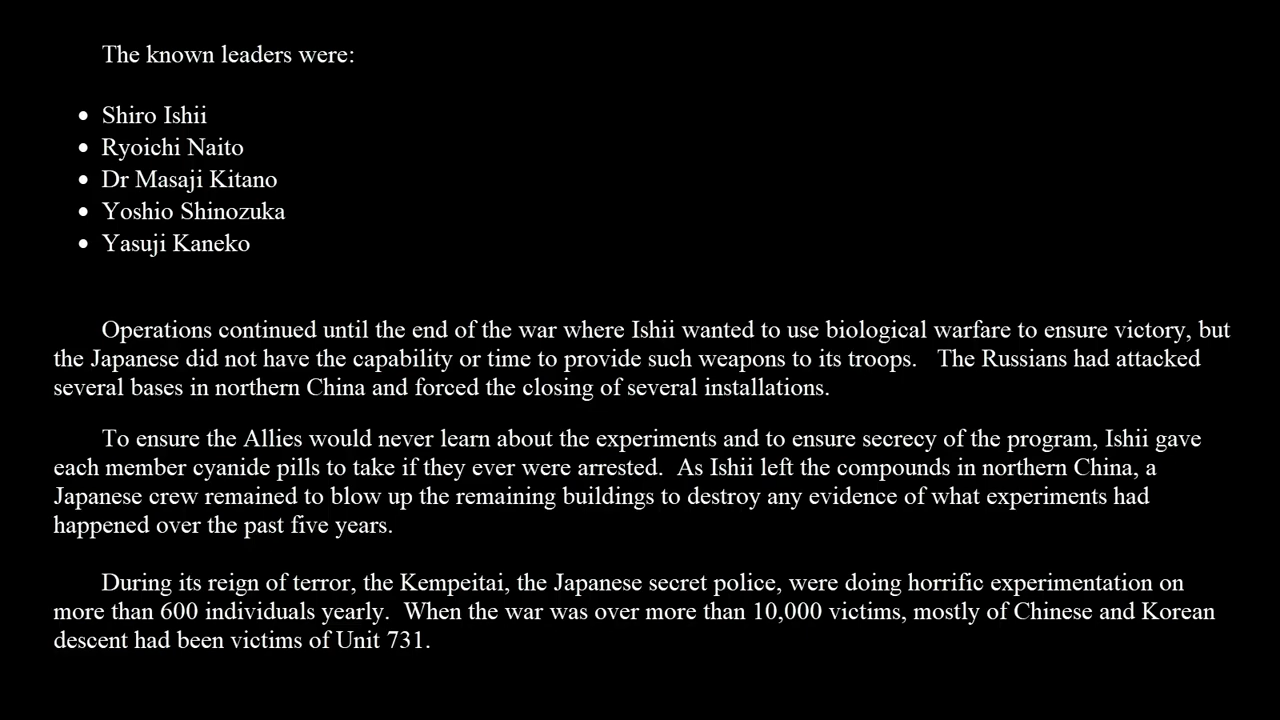 The known leaders were:
• Shiro Ishii
• Ryoichi Naito
• Dr Masaji Kitano
• Yoshio Shinozuka
• Yasuji Kaneko
Operations continued until the end of the war where Ishii wanted to use biological warfare to ensure victory, but
the Japanese did not have the capability or time to provide such weapons to its troops. The Russians had attacked
several bases in northern China and forced the closing of several installations.
To ensure the Allies would never learn about the experiments and to ensure secrecy of the program, Ishii gave
each member cyanide pills to take if they ever were arrested. As Ishii left the compounds in northern China, a
Japanese crew remained to blow up the remaining buildings to destroy any evidence of what experiments had
happened over the past five years.
During its reign of terror, the Kempeitai, the Japanese secret police, were doing horrific experimentation on
more than 600 individuals yearly. When the war was over more than 10,000 victims, mostly of Chinese and Korean
descent had been victims of Unit 731.